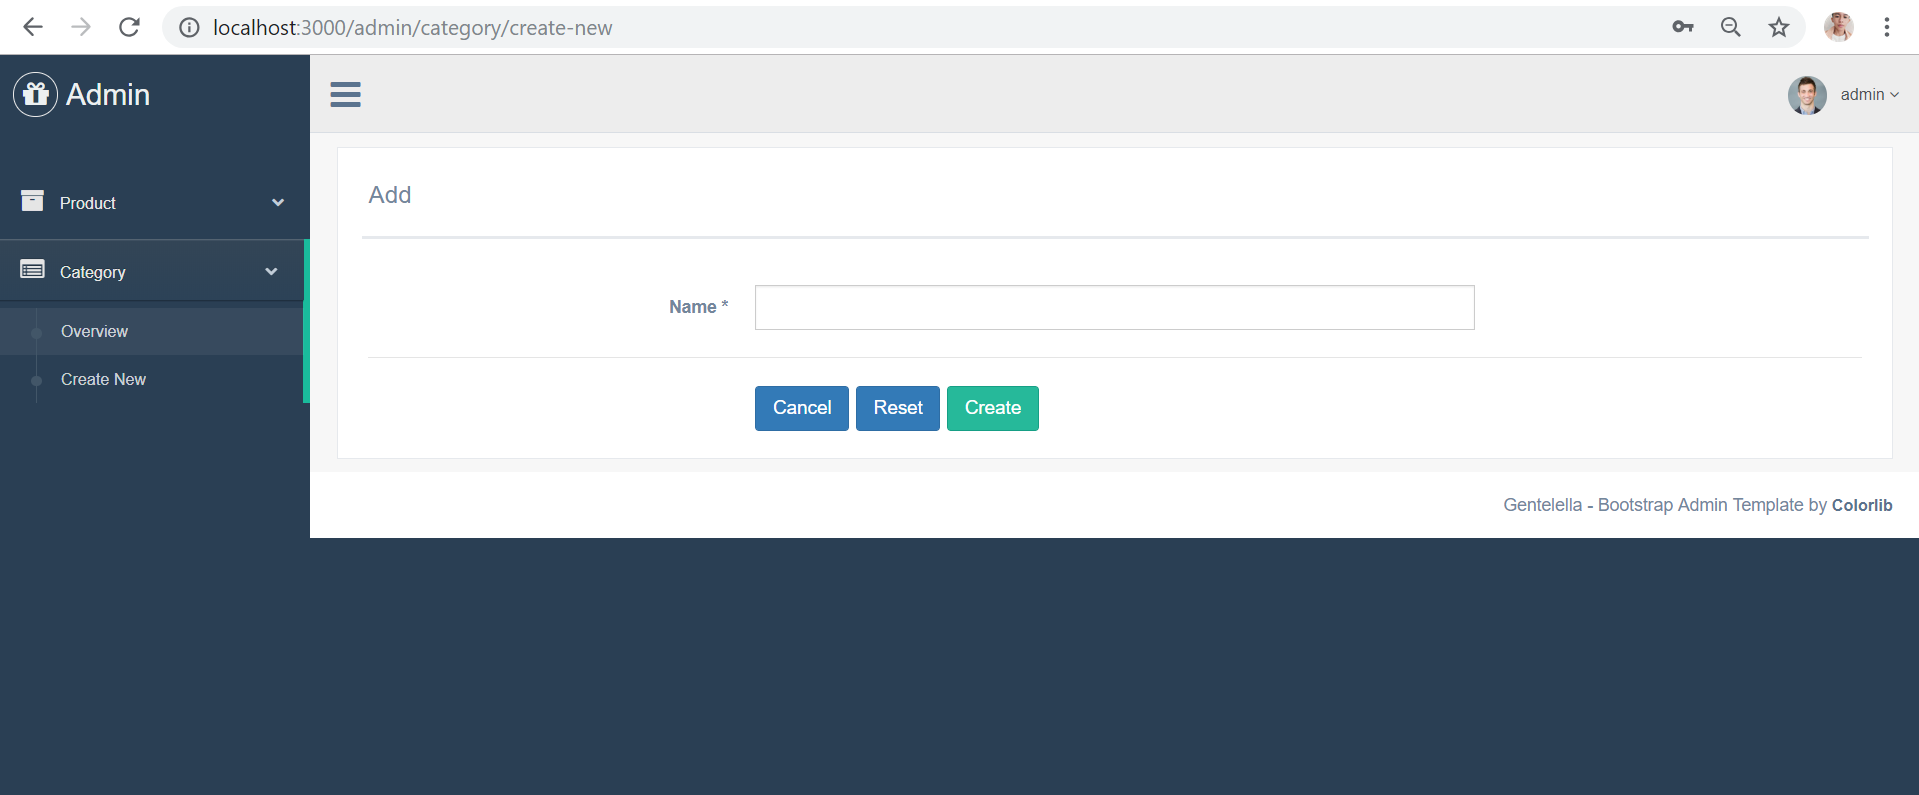 localhost:3000/admin/category/create-new
Admin
admin
Product
Category
Overview
Create New
Add
Name *
Cancel Reset Create
Gentelella - Bootstrap Admin Template by Colorlib